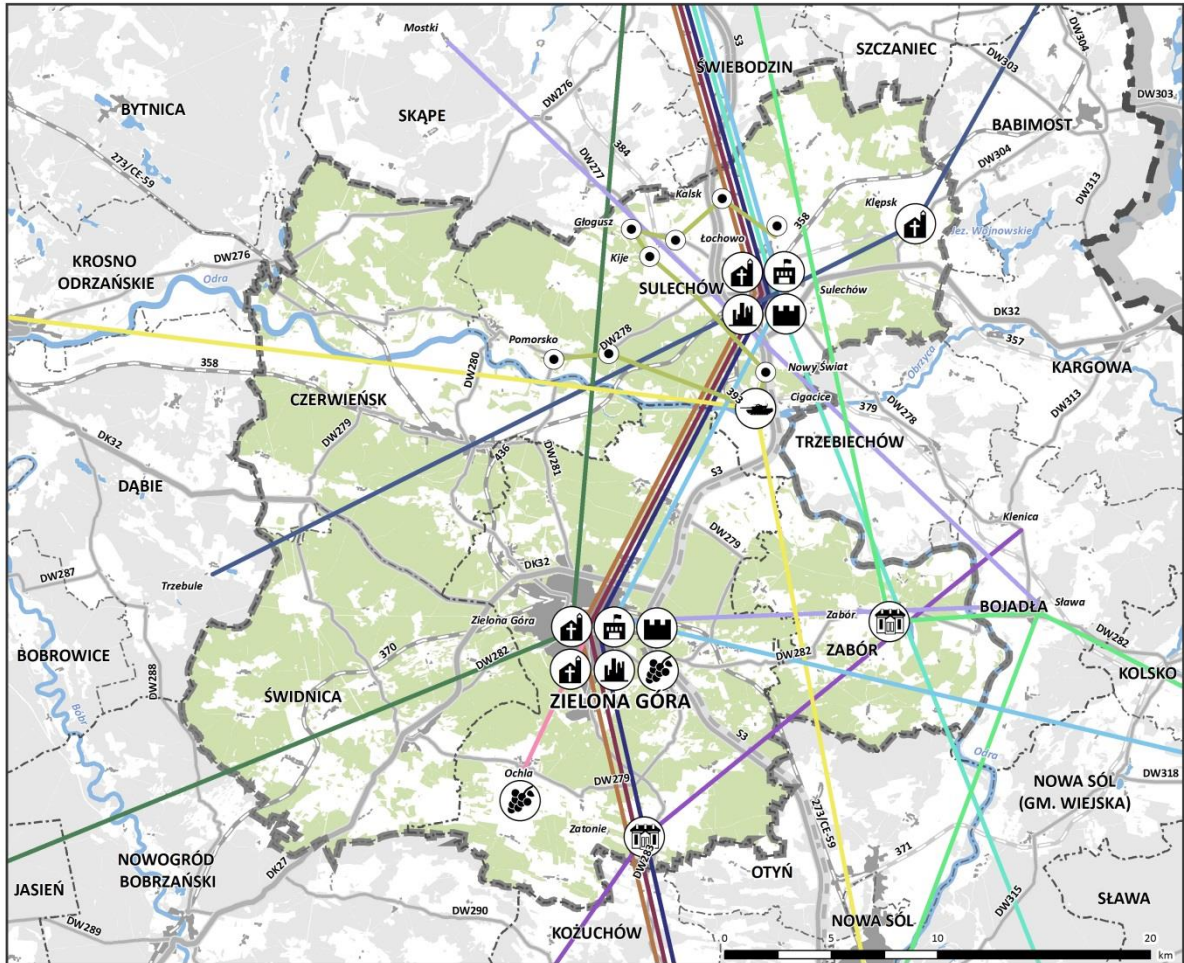 Mostki
S3
ŚWIEBODZIN
SZCZANIEC
DW303
DW304
DW304
DW303
BYTNICA
SKĄPE
DW276
384
BABIMOST
DW304
273/CE-59
DW277
Kalsk
Klępsk
DW313
Głogusz
358
Łochowo
Jez. Wojnowskie
KROSNO
ODRZAŃSKIE
DW276
Odra
Kije
SULECHÓW
Sulechów
DK32
DW278
Pomorsko
357
Obrzyca
KARGOWA
358
DW280
Nowy Świat
393
Cigacice
CZERWIEŃSK
379
DW278
DW313
DK32
DW279
TRZEBIECHÓW
436
DW281
S3
DĄBIE
Klenica
DW279
DW287
Trzebule
DK32
BOJADŁA
Sława
Zielona Góra
Zabór
DW282
370
DW282
DW282
ZABÓR
BOBROWICE
DW288
KOLSKO
ŚWIDNICA
ZIELONA GÓRA
Bóbr
S3
Odra
Ochla
DW279
NOWA SÓL
(GM. WIEJSKA)
DW318
Zatonie
273/CE-59
DW283
371
NOWOGRÓD
BOBRZAŃSKI
DK27
OTYŃ
JASIEŃ
DW315
SŁAWA
DW290
DW289
KOŻUCHÓW
NOWA SÓL
0 5 10 20
km